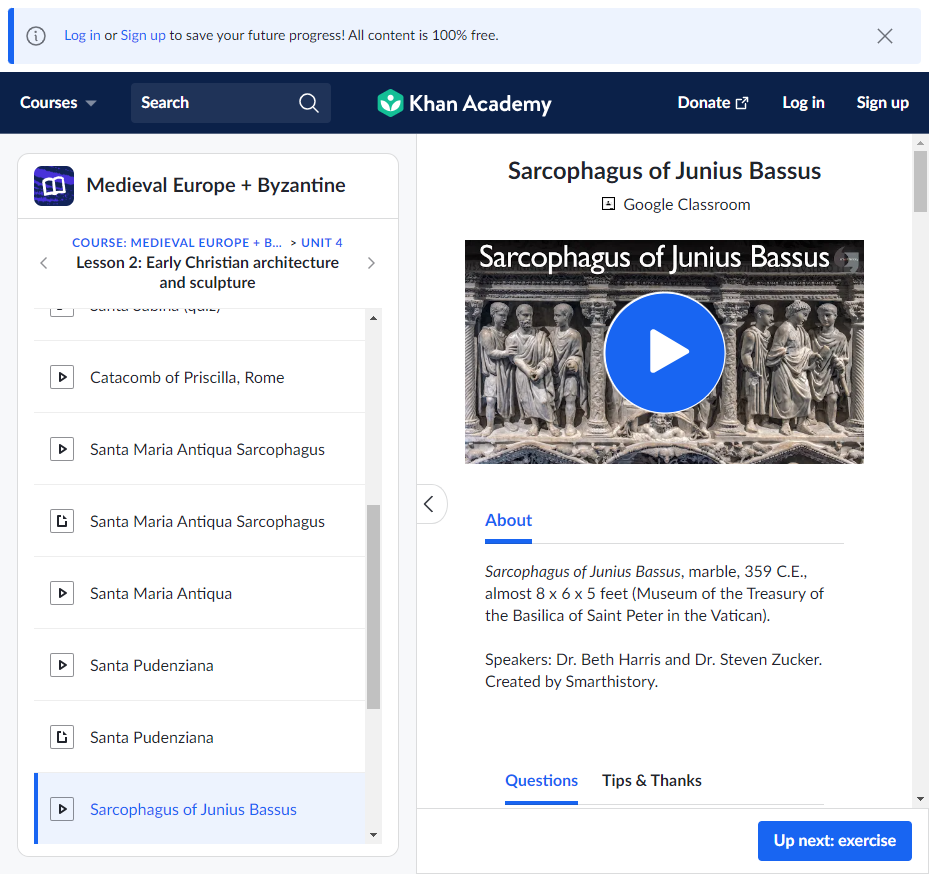 Log in or Sign up to save your future progress! All content is 100% free.
Courses
Search
Khan Academy
Donate
Log in
Sign up
Medieval Europe + Byzantine
COURSE: MEDIEVAL EUROPE + B... > UNIT 4
Lesson 2: Early Christian architecture
and sculpture
Santa Sabina (quiz)
Catacomb of Priscilla, Rome
Santa Maria Antiqua Sarcophagus
Santa Maria Antiqua Sarcophagus
Santa Maria Antiqua
Santa Pudenziana
Santa Pudenziana
Sarcophagus of Junius Bassus
Sarcophagus of Junius Bassus
Google Classroom
Sarcophagus of Junius Bassus
About
Sarcophagus of Junius Bassus, marble, 359 C.E.,
almost 8 x 6 x 5 feet (Museum of the Treasury of
the Basilica of Saint Peter in the Vatican).
Speakers: Dr. Beth Harris and Dr. Steven Zucker.
Created by Smarthistory.
Questions
Tips & Thanks
Up next: exercise